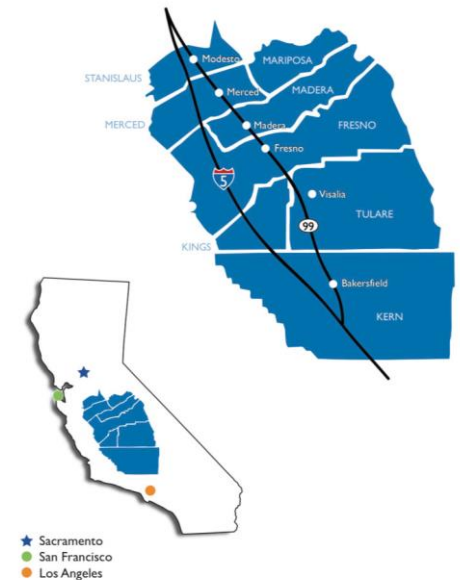 Modesto
MARIPOSA
STANISLAUS
Merced
MADERA
MERCED
Madera
FRESNO
Fresno
5
Visalia
TULARE
99
KINGS
Bakersfield
KERN
Sacramento
San Francisco
Los Angeles